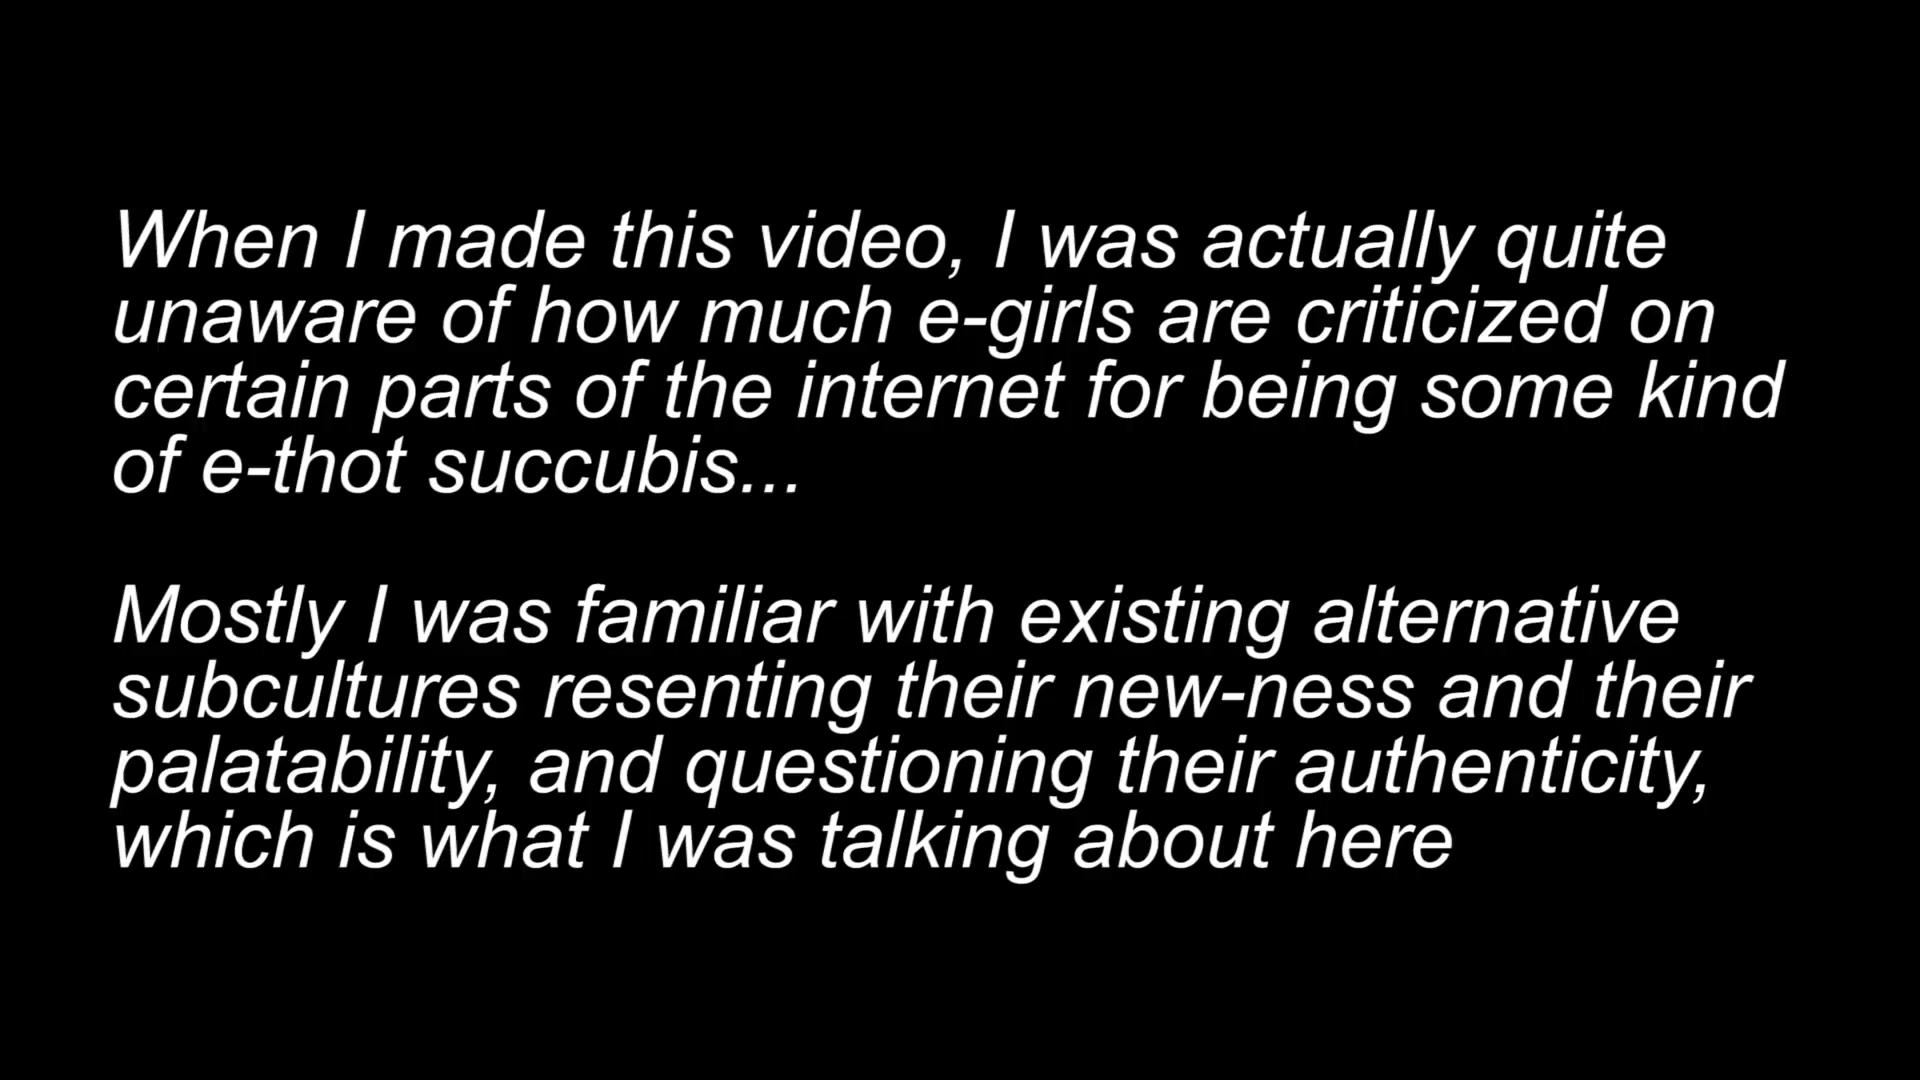 When I made this video, I was actually quite
unaware of how much e-girls are criticized on
certain parts of the internet for being some kind
of e-thot succubis...
Mostly I was familiar with existing alternative
subcultures resenting their new-ness and their
palatability, and questioning their authenticity,
which is what I was talking about here